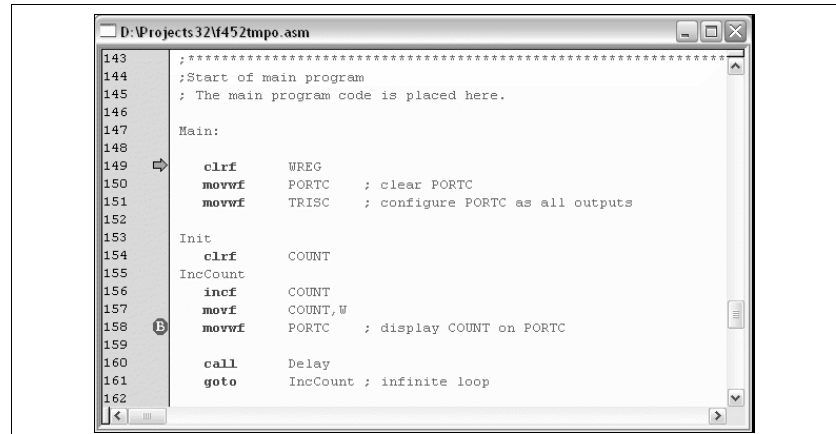 D:\Projects32\f452tmpo.asm
143 ;****************************************************************
144 ;Start of main program
145 ; The main program code is placed here.
146
147 Main:
148
149 clrf WREG
150 movwf PORTC ; clear PORTC
151 movwf TRISC ; configure PORTC as all outputs
152
153 Init
154 clrf COUNT
155 IncCount
156 incf COUNT
157 movf COUNT,W
158 B movwf PORTC ; display COUNT on PORTC
159
160 call Delay
161 goto IncCount ; infinite loop
162